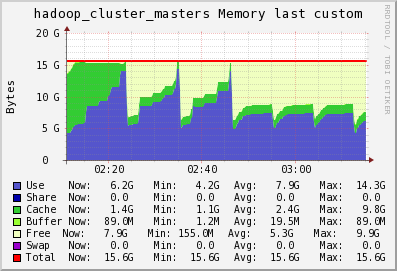 hadoop_cluster_masters Memory last custom
20 G
15 G
10 G
5 G
0
Bytes
02:20 02:40 03:00
RRDTOOL / TOBI OETIKER
Use Now: 6.2G Min: 4.2G Avg: 7.9G Max: 14.3G
Share Now: 0.0 Min: 0.0 Avg: 0.0 Max: 0.0
Cache Now: 1.4G Min: 1.1G Avg: 2.4G Max: 9.8G
Buffer Now: 89.0M Min: 1.2M Avg: 19.5M Max: 89.0M
Free Now: 7.9G Min: 155.0M Avg: 5.3G Max: 9.9G
Swap Now: 0.0 Min: 0.0 Avg: 0.0 Max: 0.0
Total Now: 15.6G Min: 15.6G Avg: 15.6G Max: 15.6G